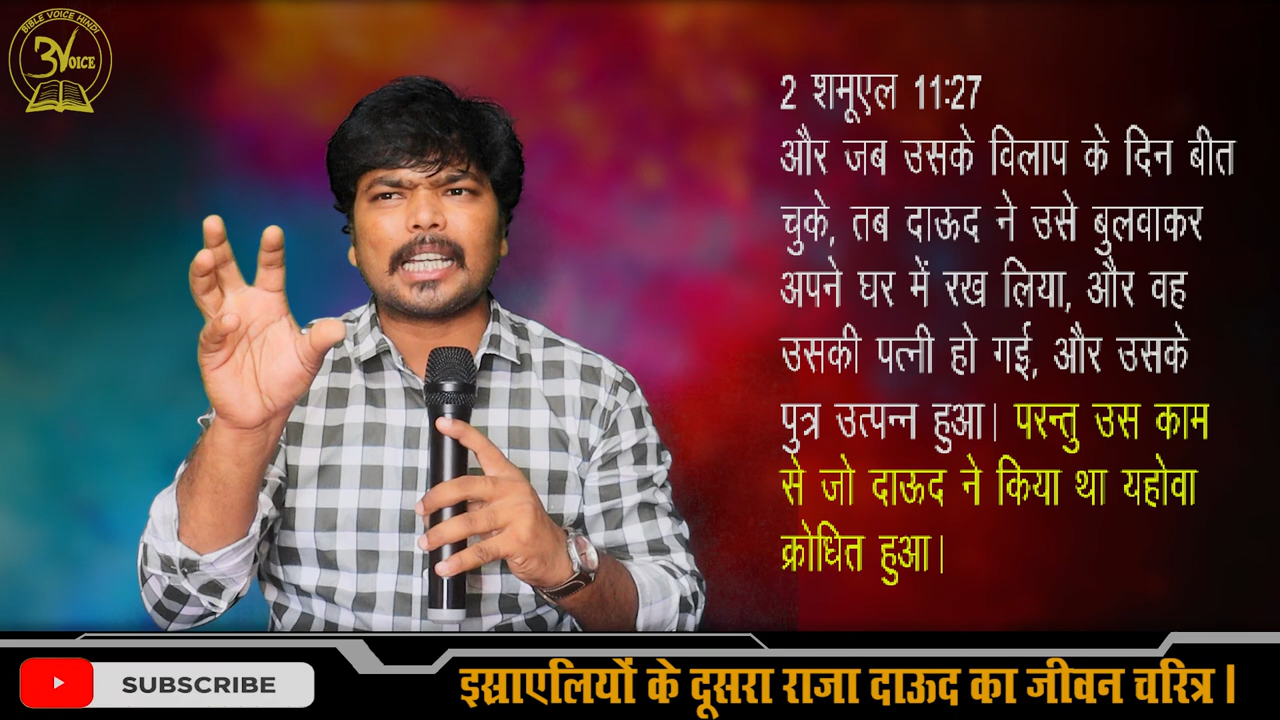 BIBLE VOICE HINDI
3VOICE
2 शमूएल 11:27
और जब उसके विलाप के दिन बीत
चुके, तब दाऊद ने उसे बुलवाकर
अपने घर में रख लिया, और वह
उसकी पत्नी हो गई, और उसके
पुत्र उत्पन्न हुआ। परन्तु उस काम
से जो दाऊद ने किया था यहोवा
क्रोधित हुआ।
SUBSCRIBE
इस्राएलियों के दूसरा राजा दाऊद का जीवन चरित्र।